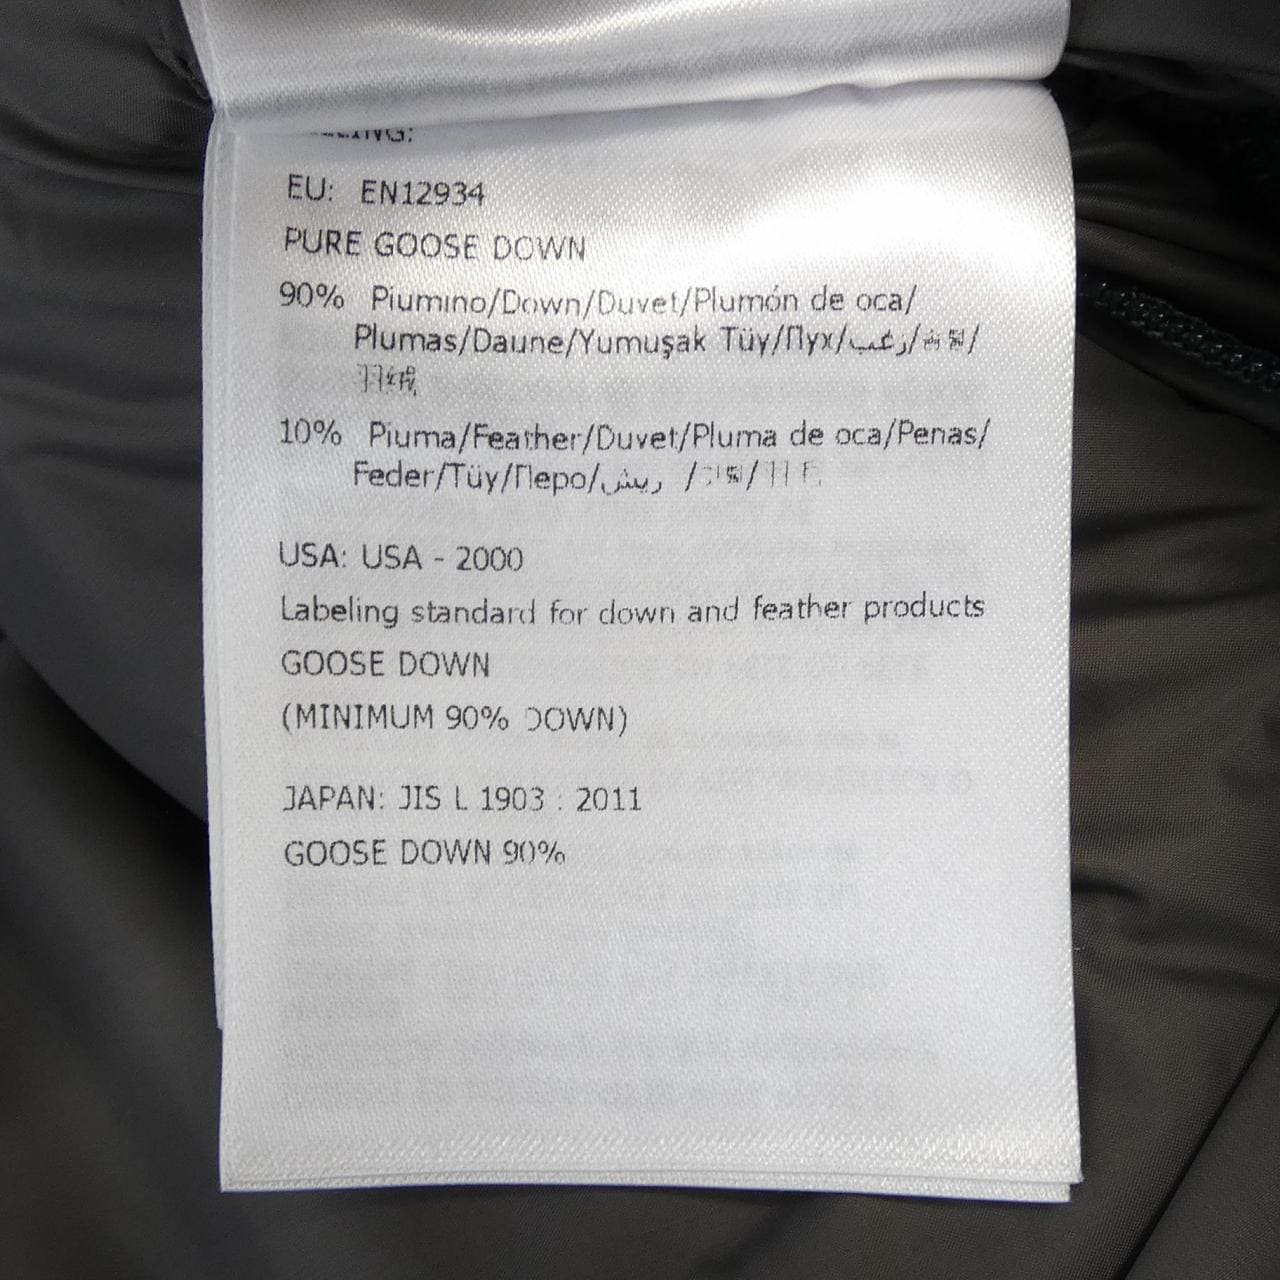 EU: EN12934
PURE GOOSE DOWN
90% Piumino/Down/Duvet/Plumón de oca/
Plumas/Daune/Yumuşak Tüy/Пух/زغب/
羽绒
10% Piuma/Feather/Duvet/Pluma de oca/Penas/
Feder/Tüy/Перо/ريش /
USA: USA - 2000
Labeling standard for down and feather products
GOOSE DOWN
(MINIMUM 90% DOWN)
JAPAN: JIS L 1903 : 2011
GOOSE DOWN 90%